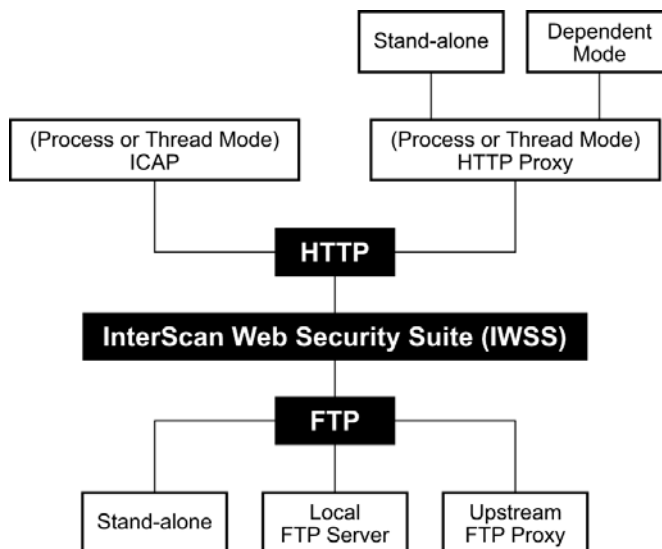 Stand-alone
Dependent
Mode
(Process or Thread Mode)
ICAP
(Process or Thread Mode)
HTTP Proxy
HTTP
InterScan Web Security Suite (IWSS)
FTP
Stand-alone
Local
FTP Server
Upstream
FTP Proxy